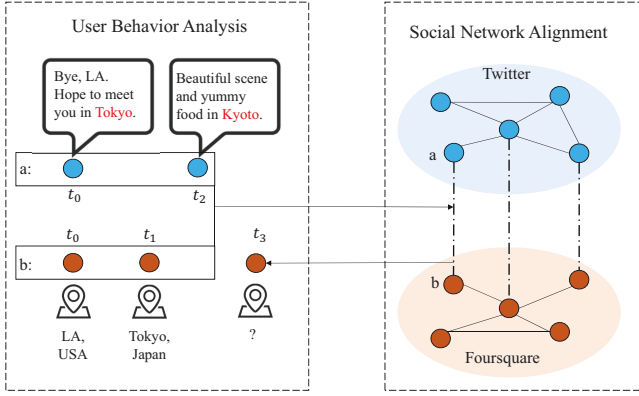 User Behavior Analysis
Bye, LA.
Hope to meet
you in Tokyo.
Beautiful scene
and yummy
food in Kyoto.
a:
t0
t2
t0
t1
t3
b:
LA,
USA
Tokyo,
Japan
?
Social Network Alignment
Twitter
a
b
Foursquare